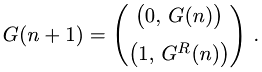 G(n + 1) = ( (0, G(n))
(1, G^R(n)) ) .